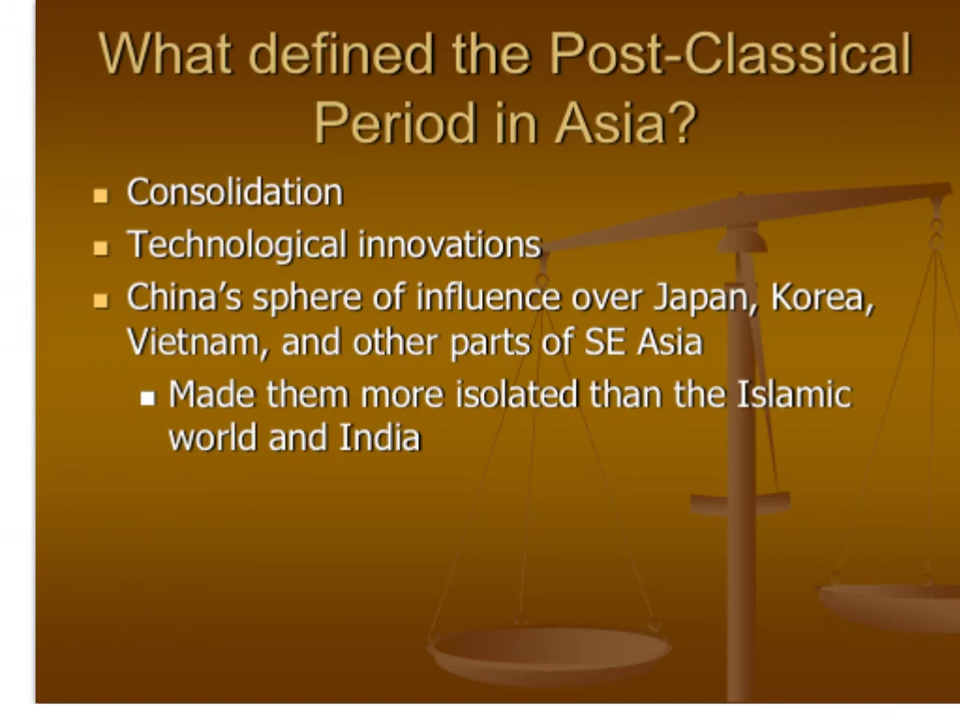 What defined the Post-Classical
Period in Asia?
Consolidation
Technological innovations
China's sphere of influence over Japan, Korea,
Vietnam, and other parts of SE Asia
Made them more isolated than the Islamic
world and India